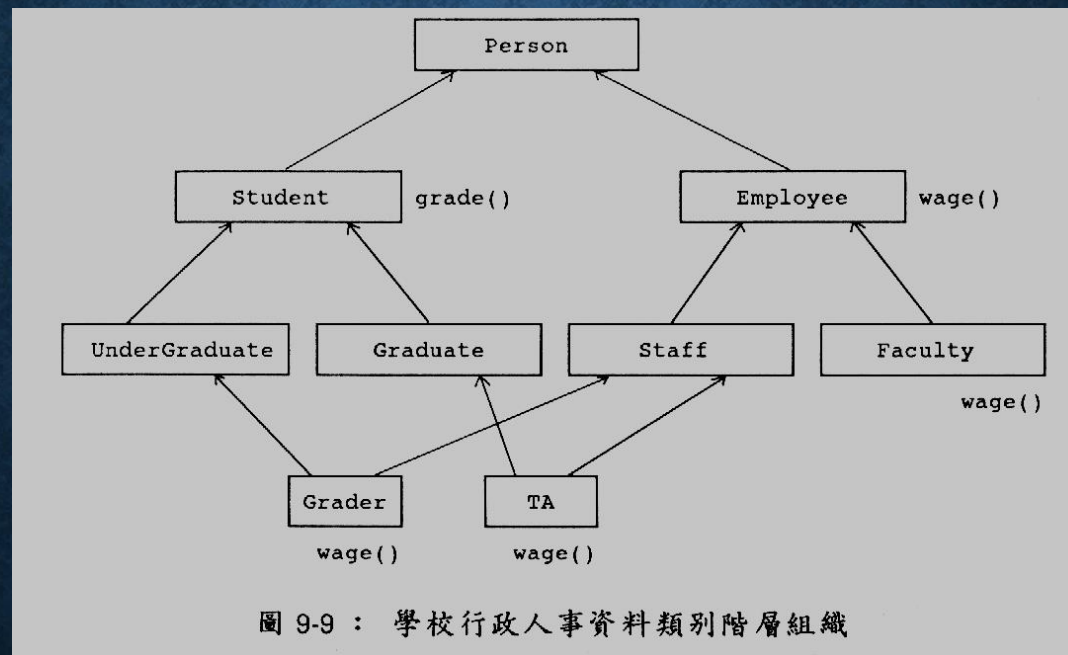 Person
Student grade() Employee wage()
UnderGraduate Graduate Staff Faculty
wage()
Grader TA
wage() wage()
圖 9-9 : 學校行政人事資料類別階層組織